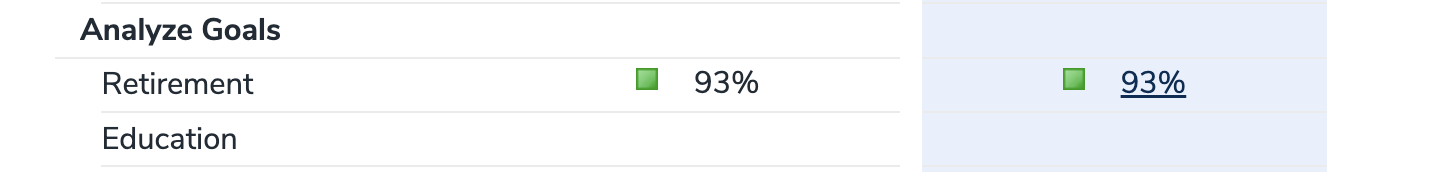 Analyze Goals
Retirement 93% 93%
Education